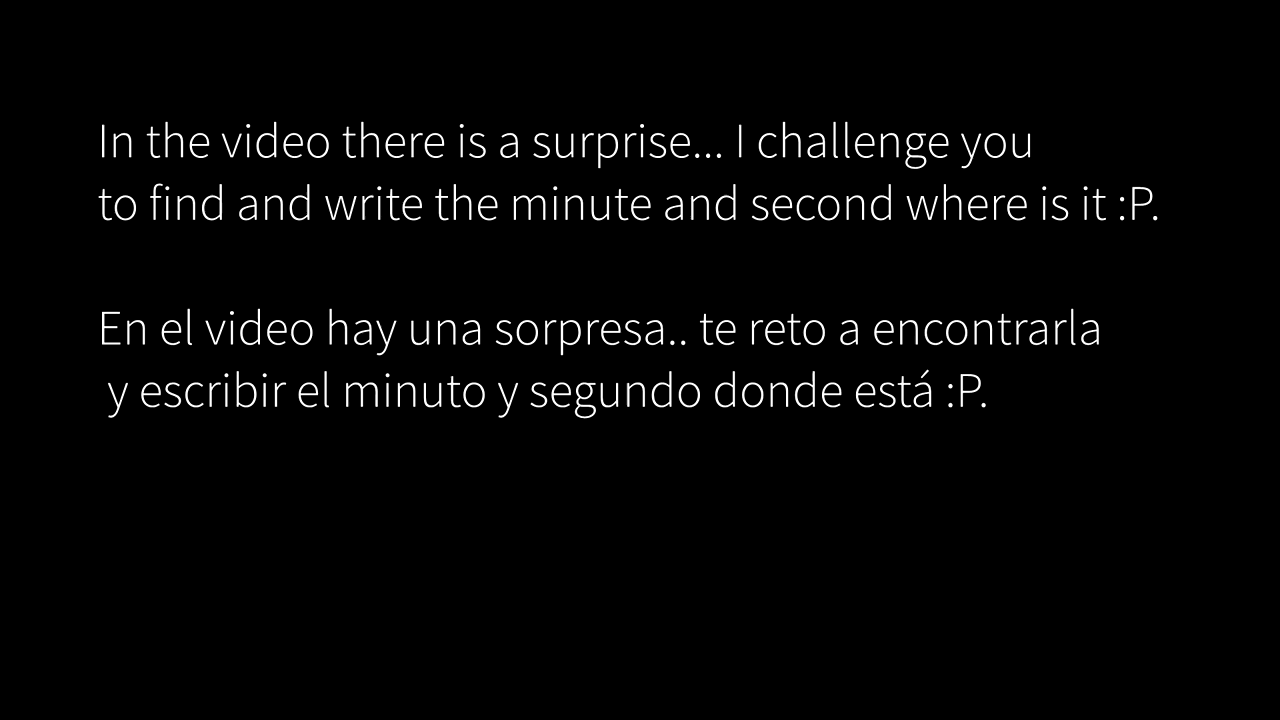 In the video there is a surprise... I challenge you
to find and write the minute and second where is it :P.
En el video hay una sorpresa.. te reto a encontrarla
y escribir el minuto y segundo donde está :P.